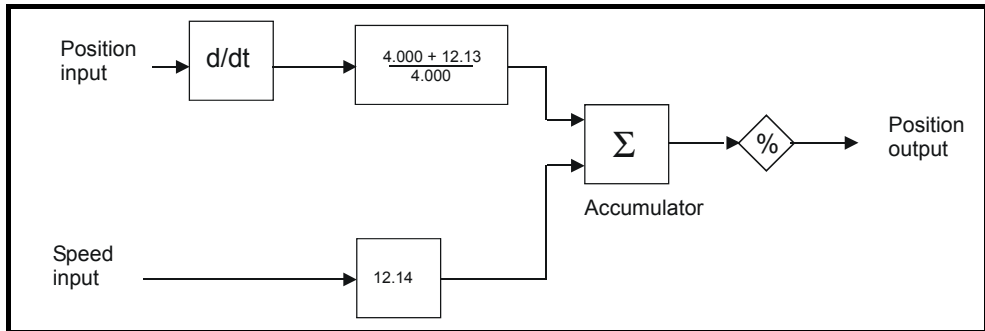 Position
input
d/dt
4.000 + 12.13
4.000
Σ
Accumulator
%
Position
output
Speed
input
12.14